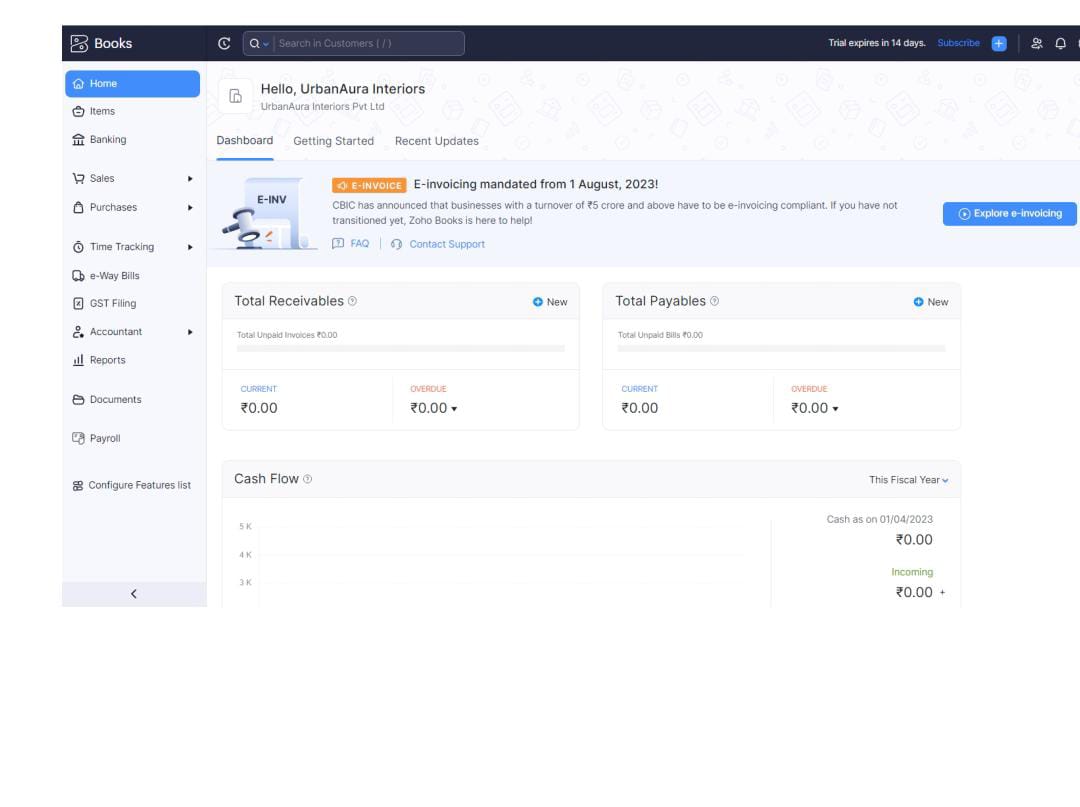 Books
Search in Customers ( / )
Trial expires in 14 days. Subscribe
Home
Items
Banking
Sales
Purchases
Time Tracking
e-Way Bills
GST Filing
Accountant
Reports
Documents
Payroll
Configure Features list
Hello, UrbanAura Interiors
UrbanAura Interiors Pvt Ltd
Dashboard Getting Started Recent Updates
E-INV
E-INVOICE E-invoicing mandated from 1 August, 2023!
CBIC has announced that businesses with a turnover of ₹5 crore and above have to be e-invoicing compliant. If you have not
transitioned yet, Zoho Books is here to help!
FAQ Contact Support
Explore e-invoicing
Total Receivables New
Total Unpaid Invoices ₹0.00
CURRENT OVERDUE
₹0.00 ₹0.00
Total Payables New
Total Unpaid Bills ₹0.00
CURRENT OVERDUE
₹0.00 ₹0.00
Cash Flow This Fiscal Year
5 K
4 K
3 K
Cash as on 01/04/2023
₹0.00
Incoming
₹0.00 +